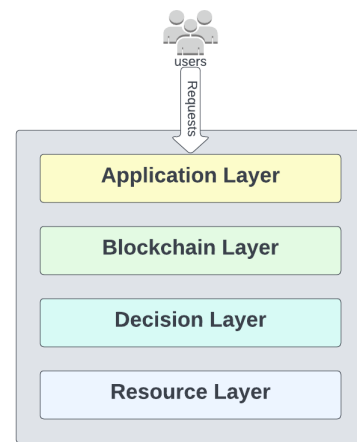 users
Requests
Application Layer
Blockchain Layer
Decision Layer
Resource Layer